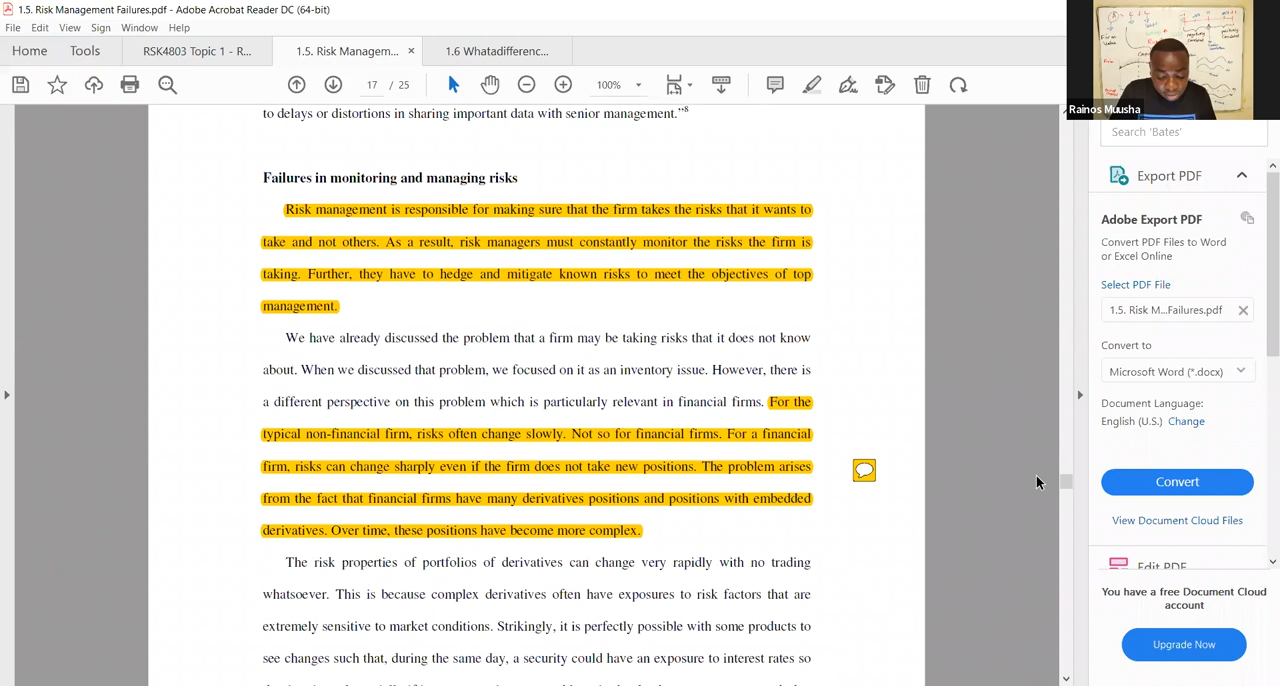 1.5. Risk Management Failures.pdf - Adobe Acrobat Reader DC (64-bit)
File Edit View Sign Window Help
Home Tools RSK4803 Topic 1 - R... 1.5. Risk Managem... × 1.6 Whatadifferenc...
17 / 25 100%
Rainos Muusha
to delays or distortions in sharing important data with senior management.”8
Failures in monitoring and managing risks
Risk management is responsible for making sure that the firm takes the risks that it wants to
take and not others. As a result, risk managers must constantly monitor the risks the firm is
taking. Further, they have to hedge and mitigate known risks to meet the objectives of top
management.
We have already discussed the problem that a firm may be taking risks that it does not know
about. When we discussed that problem, we focused on it as an inventory issue. However, there is
a different perspective on this problem which is particularly relevant in financial firms. For the
typical non-financial firm, risks often change slowly. Not so for financial firms. For a financial
firm, risks can change sharply even if the firm does not take new positions. The problem arises
from the fact that financial firms have many derivatives positions and positions with embedded
derivatives. Over time, these positions have become more complex.
The risk properties of portfolios of derivatives can change very rapidly with no trading
whatsoever. This is because complex derivatives often have exposures to risk factors that are
extremely sensitive to market conditions. Strikingly, it is perfectly possible with some products to
see changes such that, during the same day, a security could have an exposure to interest rates so
Search 'Bates'
Export PDF
Adobe Export PDF
Convert PDF Files to Word
or Excel Online
Select PDF File
1.5. Risk M...Failures.pdf
Convert to
Microsoft Word (*.docx)
Document Language:
English (U.S.) Change
Convert
View Document Cloud Files
Edit PDF
You have a free Document Cloud
account
Upgrade Now